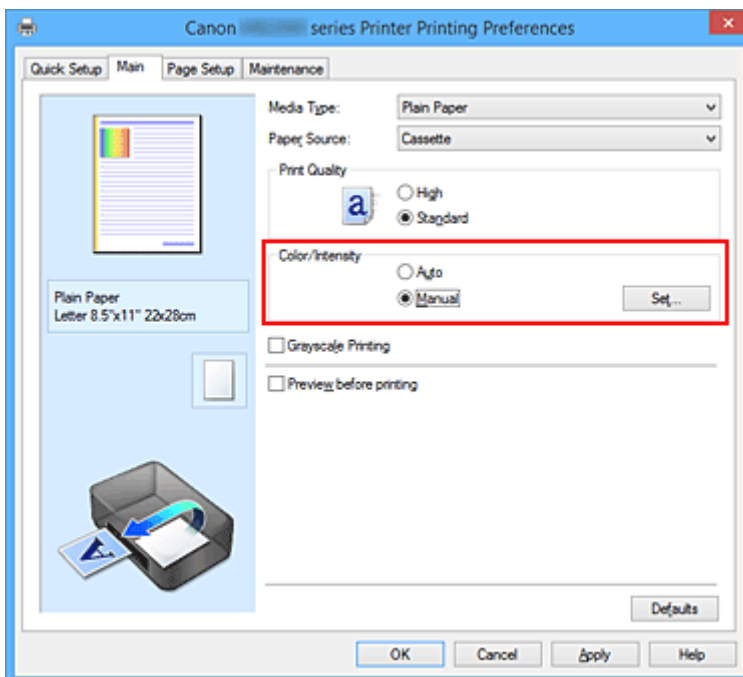 Canon series Printer Printing Preferences
Quick Setup Main Page Setup Maintenance
Media Type: Plain Paper
Paper Source: Cassette
Print Quality
High
a
Standard
Color/Intensity
Auto
Manual Set...
Plain Paper
Letter 8.5"x11" 22x28cm
Grayscale Printing
Preview before printing
A
Defaults
OK Cancel Apply Help